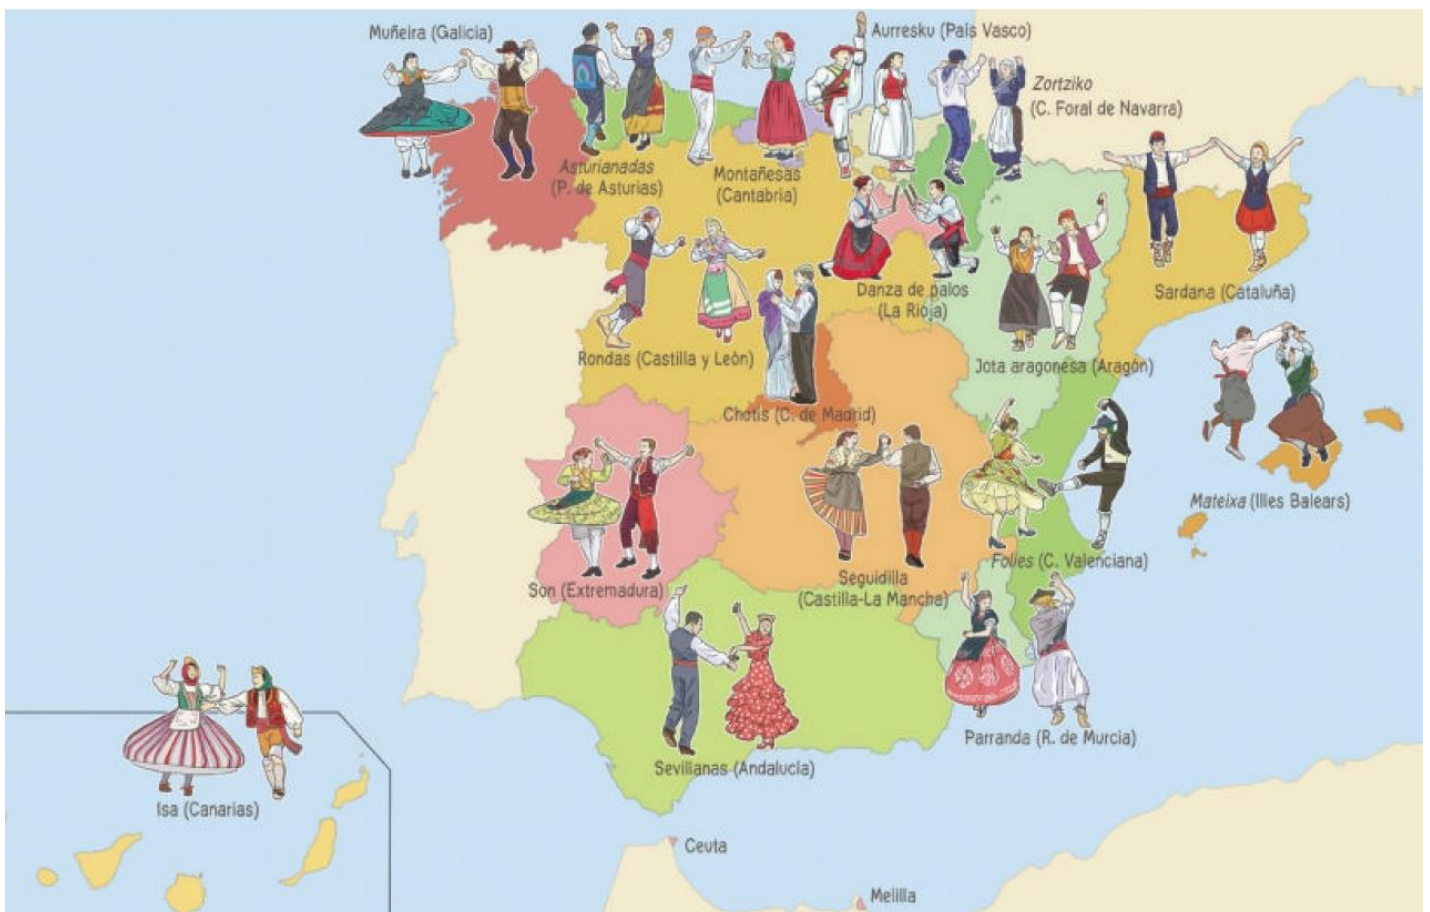 Muñeira (Galicia)
Aurresku (País Vasco)
Zortziko
(C. Foral de Navarra)
Asturianadas
(P. de Asturias)
Montañesas
(Cantabria)
Danza de palos
(La Rioja)
Sardana (Cataluña)
Rondas (Castilla y León)
Jota aragonesa (Aragón)
Chotis (C. de Madrid)
Mateixa (Illes Balears)
Son (Extremadura)
Seguidilla
(Castilla-La Mancha)
Folies (C. Valenciana)
Parranda (R. de Murcia)
Sevillanas (Andalucía)
Isa (Canarias)
Ceuta
Melilla